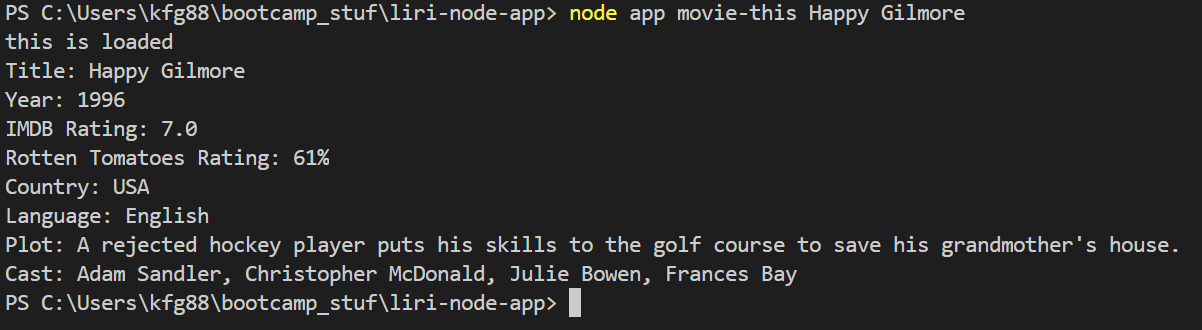 PS C:\Users\kfg88\bootcamp_stuf\liri-node-app> node app movie-this Happy Gilmore
this is loaded
Title: Happy Gilmore
Year: 1996
IMDB Rating: 7.0
Rotten Tomatoes Rating: 61%
Country: USA
Language: English
Plot: A rejected hockey player puts his skills to the golf course to save his grandmother's house.
Cast: Adam Sandler, Christopher McDonald, Julie Bowen, Frances Bay
PS C:\Users\kfg88\bootcamp_stuf\liri-node-app>